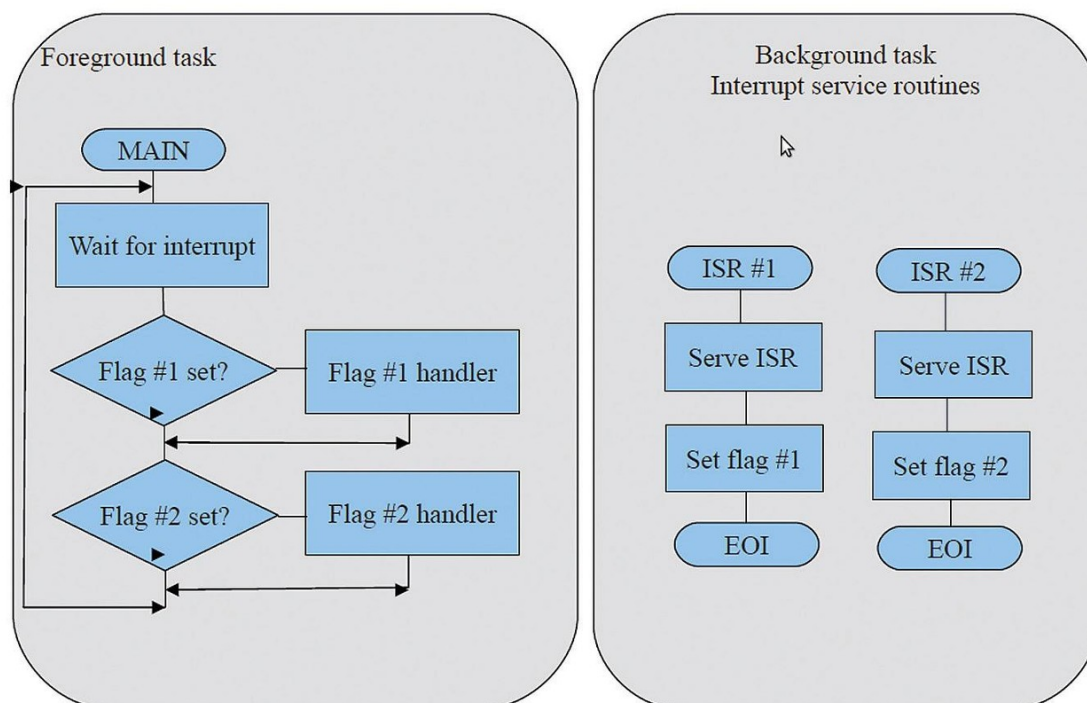 Foreground task
MAIN
Wait for interrupt
Flag #1 set?
Flag #1 handler
Flag #2 set?
Flag #2 handler
Background task
Interrupt service routines
ISR #1
Serve ISR
Set flag #1
EOI
ISR #2
Serve ISR
Set flag #2
EOI